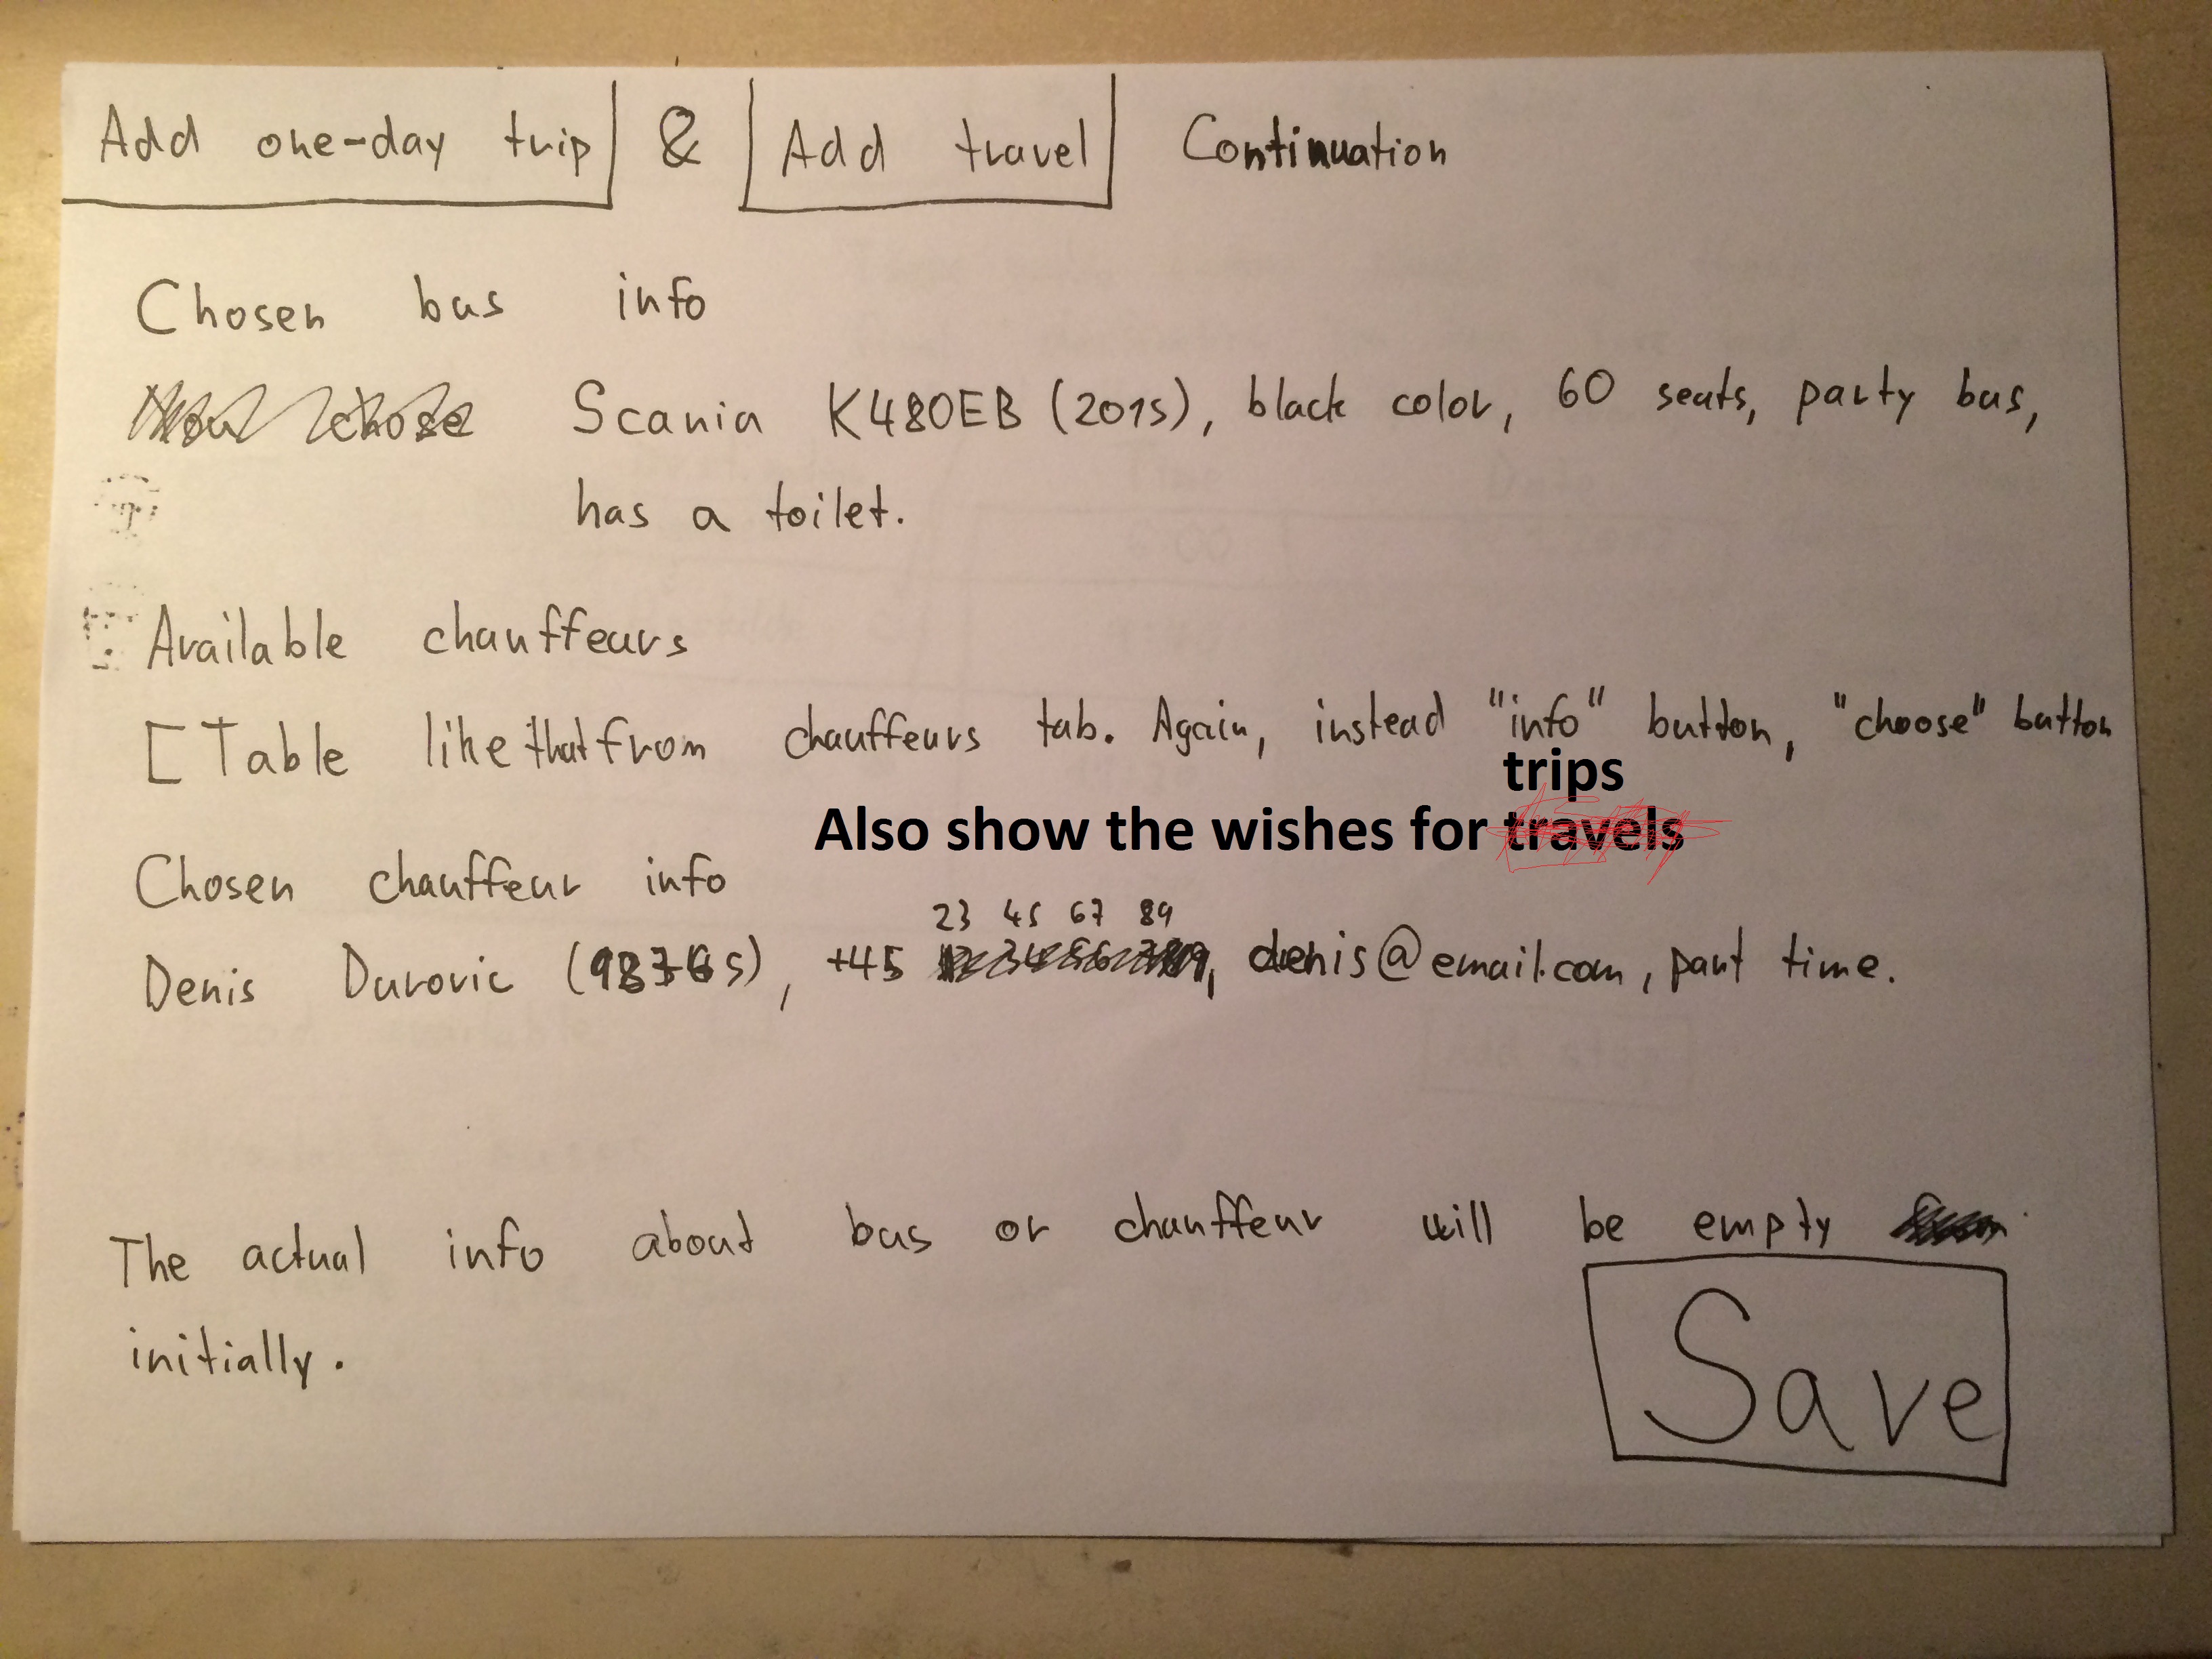 Add one-day trip & Add travel Continuation
Chosen bus info
Scania K480EB (2015), black color, 60 seats, party bus,
has a toilet.
Available chauffeurs
[Table like that from chauffeurs tab. Again, instead "info" button, "choose" button
trips
Also show the wishes for travels
Chosen chauffeur info
23 45 67 89
Denis Durovic (98765), +45 , denis@email.com, part time.
The actual info about bus or chauffeur will be empty
initially.
Save